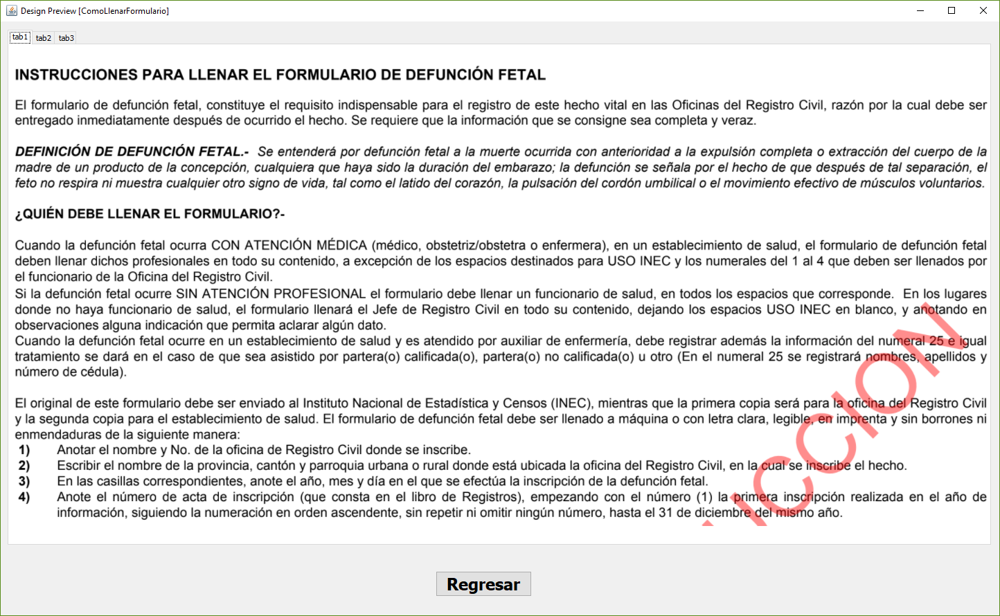 Design Preview [ComoLlenarFormulario]
tab1 tab2 tab3
INSTRUCCIONES PARA LLENAR EL FORMULARIO DE DEFUNCIÓN FETAL
El formulario de defunción fetal, constituye el requisito indispensable para el registro de este hecho vital en las Oficinas del Registro Civil, razón por la cual debe ser
entregado inmediatamente después de ocurrido el hecho. Se requiere que la información que se consigne sea completa y veraz.
DEFINICIÓN DE DEFUNCIÓN FETAL.- Se entenderá por defunción fetal a la muerte ocurrida con anterioridad a la expulsión completa o extracción del cuerpo de la
madre de un producto de la concepción, cualquiera que haya sido la duración del embarazo; la defunción se señala por el hecho de que después de tal separación, el
feto no respira ni muestra cualquier otro signo de vida, tal como el latido del corazón, la pulsación del cordón umbilical o el movimiento efectivo de músculos voluntarios.
¿QUIÉN DEBE LLENAR EL FORMULARIO?-
Cuando la defunción fetal ocurra CON ATENCIÓN MÉDICA (médico, obstetriz/obstetra o enfermera), en un establecimiento de salud, el formulario de defunción fetal
deben llenar dichos profesionales en todo su contenido, a excepción de los espacios destinados para USO INEC y los numerales del 1 al 4 que deben ser llenados por
el funcionario de la Oficina del Registro Civil.
Si la defunción fetal ocurre SIN ATENCIÓN PROFESIONAL el formulario debe llenar un funcionario de salud, en todos los espacios que corresponde. En los lugares
donde no haya funcionario de salud, el formulario llenará el Jefe de Registro Civil en todo su contenido, dejando los espacios USO INEC en blanco, y anotando en
observaciones alguna indicación que permita aclarar algún dato.
Cuando la defunción fetal ocurre en un establecimiento de salud y es atendido por auxiliar de enfermería, debe registrar además la información del numeral 25 e igual
tratamiento se dará en el caso de que sea asistido por partera(o) calificada(o), partera(o) no calificada(o) u otro (En el numeral 25 se registrará nombres, apellidos y
número de cédula).
El original de este formulario debe ser enviado al Instituto Nacional de Estadística y Censos (INEC), mientras que la primera copia será para la oficina del Registro Civil
y la segunda copia para el establecimiento de salud. El formulario de defunción fetal debe ser llenado a máquina o con letra clara, legible, en imprenta y sin borrones ni
enmendaduras de la siguiente manera:
1) Anotar el nombre y No. de la oficina de Registro Civil donde se inscribe.
2) Escribir el nombre de la provincia, cantón y parroquia urbana o rural donde está ubicada la oficina del Registro Civil, en la cual se inscribe el hecho.
3) En las casillas correspondientes, anote el año, mes y día en el que se efectúa la inscripción de la defunción fetal.
4) Anote el número de acta de inscripción (que consta en el libro de Registros), empezando con el número (1) la primera inscripción realizada en el año de
información, siguiendo la numeración en orden ascendente, sin repetir ni omitir ningún número, hasta el 31 de diciembre del mismo año.
UCCION
Regresar